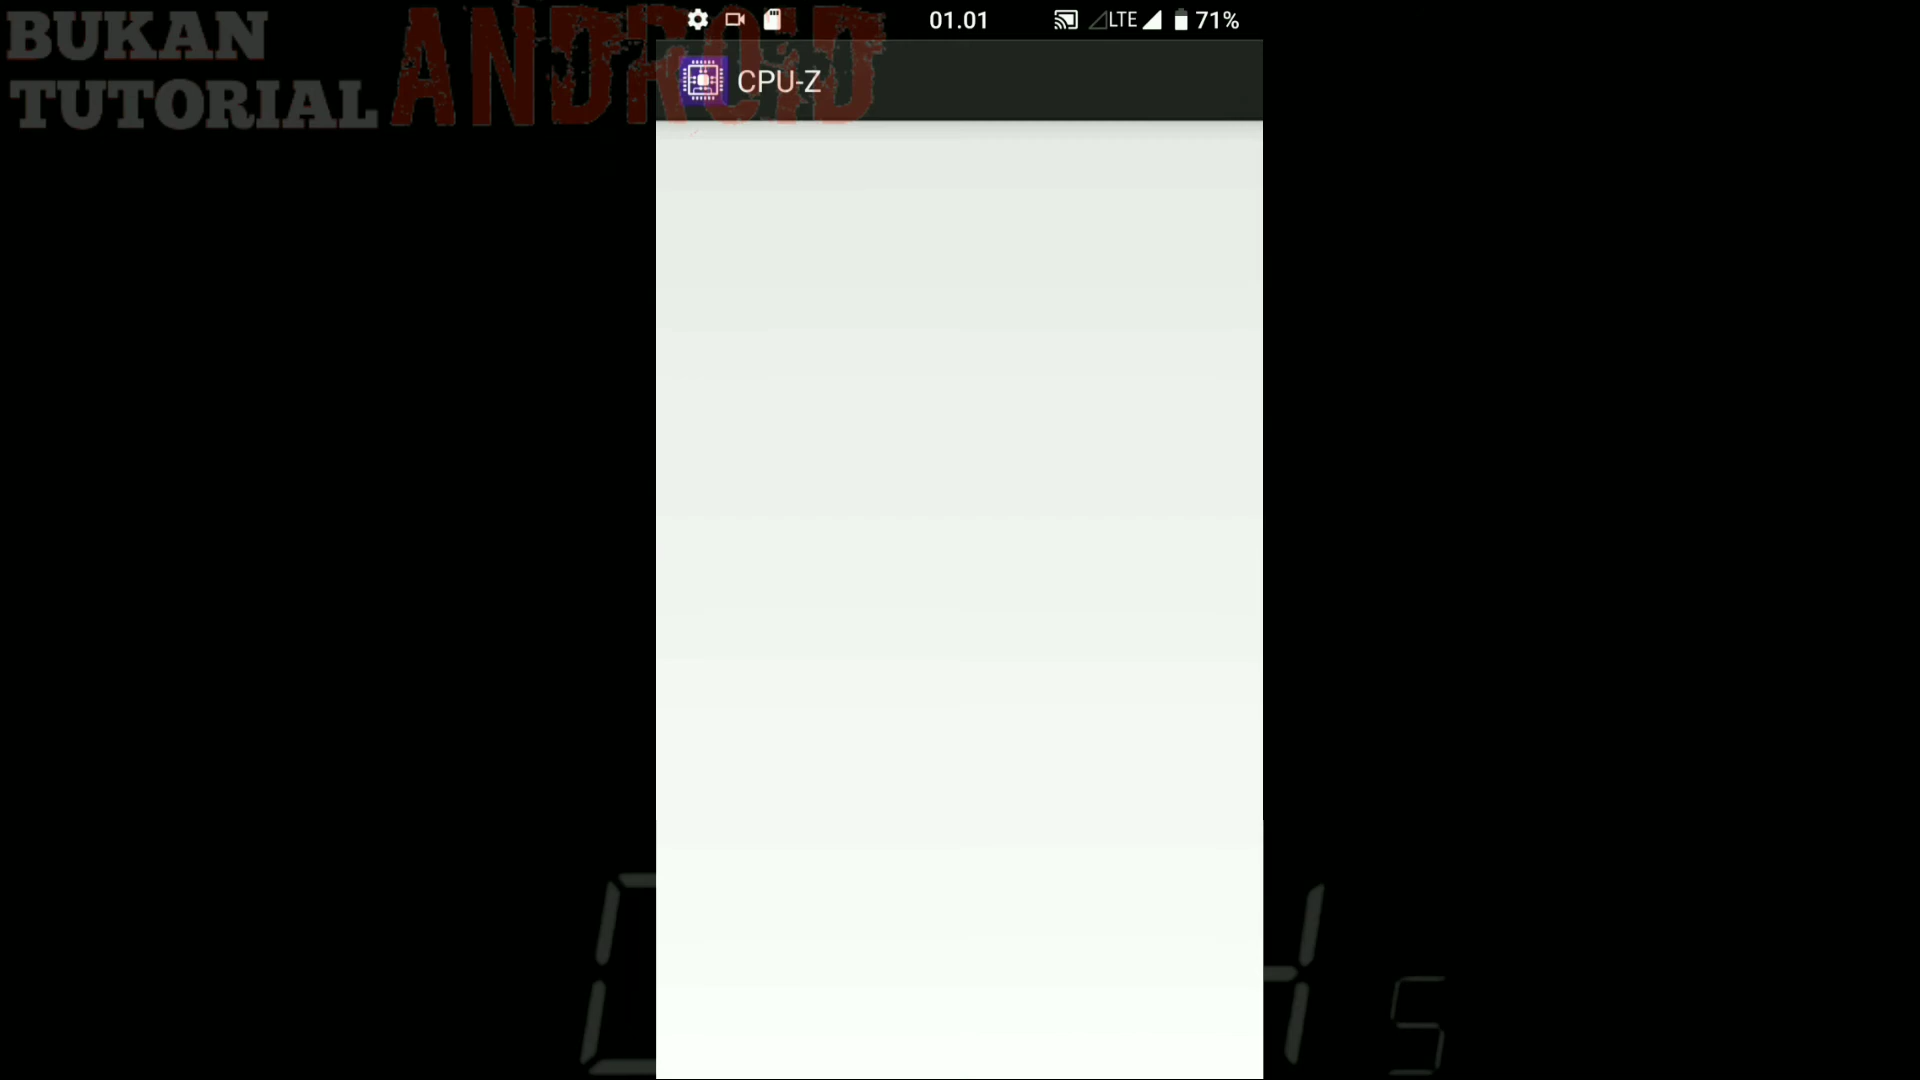 BUKAN
TUTORIAL
ANDROID
01.01
LTE
71%
CPU-Z